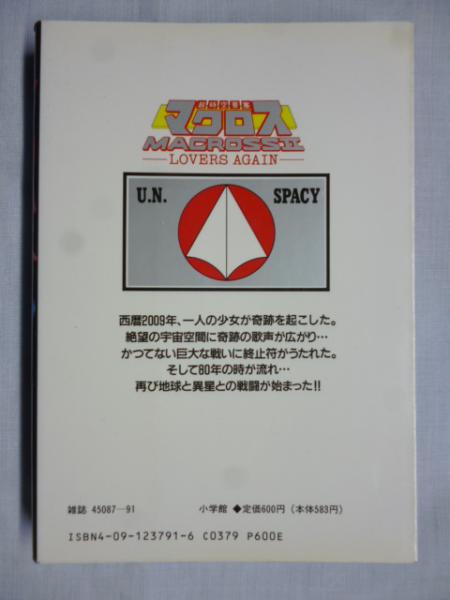 超時空要塞
マクロス
MACROSS II
LOVERS AGAIN
U.N. SPACY
西暦2009年、一人の少女が奇跡を起こした。
絶望の宇宙空間に奇跡の歌声が広がり…
かつてない巨大な戦いに終止符がうたれた。
そして80年の時が流れ…
再び地球と異星との戦闘が始まった!!
雑誌 45087-91 小学館 ◆定価600円 (本体583円)
ISBN4-09-123791-6 C0379 P600E